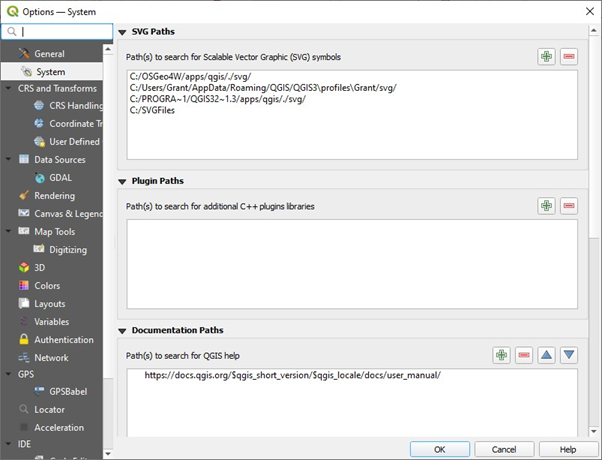 Options — System
General
System
CRS and Transforms
CRS Handling
Coordinate Tr
User Defined
Data Sources
GDAL
Rendering
Canvas & Legend
Map Tools
Digitizing
3D
Colors
Layouts
Variables
Authentication
Network
GPS
GPSBabel
Locator
Acceleration
IDE
SVG Paths
Path(s) to search for Scalable Vector Graphic (SVG) symbols
C:/OSGeo4W/apps/qgis/./svg/
C:/Users/Grant/AppData/Roaming/QGIS/QGIS3\profiles\Grant/svg/
C:/PROGRA~1/QGIS32~1.3/apps/qgis/./svg/
C:/SVGFiles
Plugin Paths
Path(s) to search for additional C++ plugins libraries
Documentation Paths
Path(s) to search for QGIS help
https://docs.qgis.org/$qgis_short_version/$qgis_locale/docs/user_manual/
OK Cancel Help